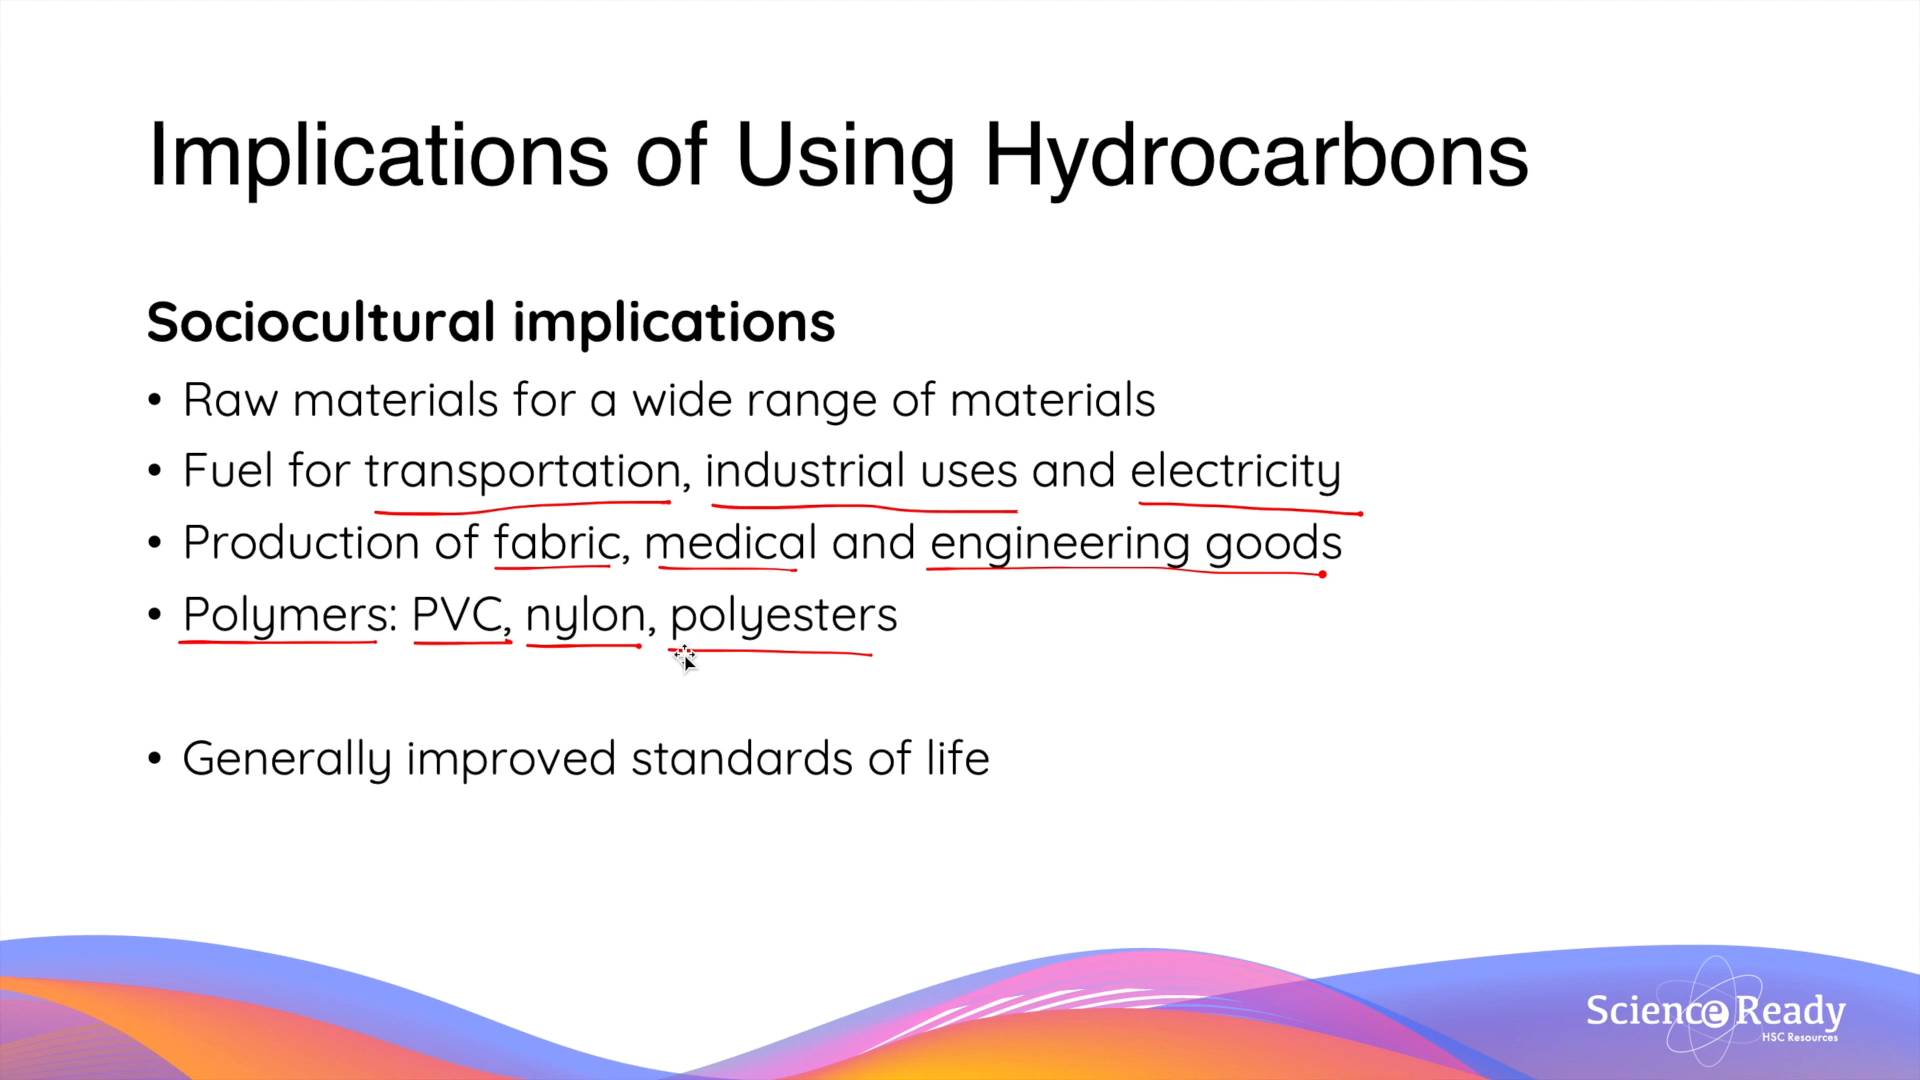 Implications of Using Hydrocarbons
Sociocultural implications
• Raw materials for a wide range of materials
• Fuel for transportation, industrial uses and electricity
• Production of fabric, medical and engineering goods
• Polymers: PVC, nylon, polyesters
• Generally improved standards of life
Science Ready
HSC Resources